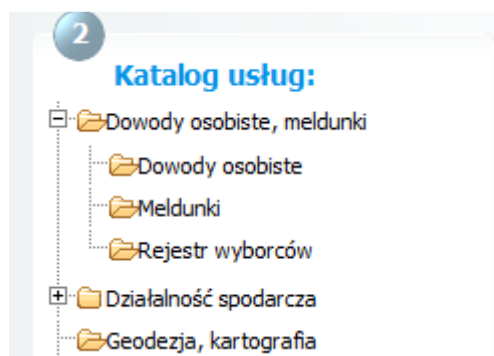 2
Katalog usług:
Dowody osobiste, meldunki
Dowody osobiste
Meldunki
Rejestr wyborców
Działalność spodarcza
Geodezja, kartografia